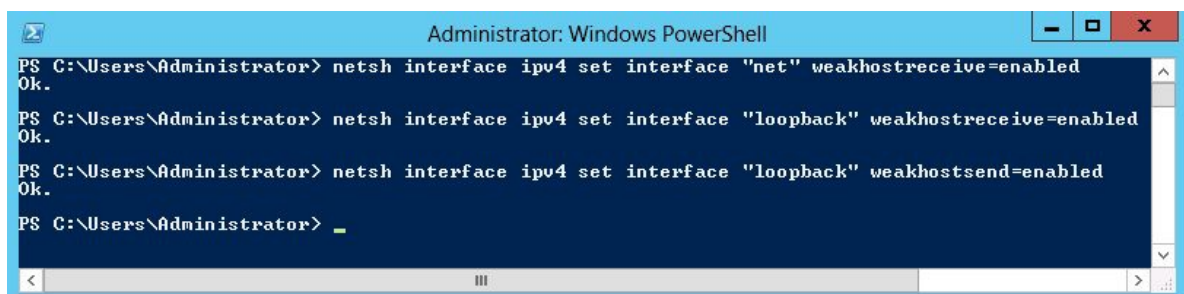 Administrator: Windows PowerShell
PS C:\Users\Administrator> netsh interface ipv4 set interface "net" weakhostreceive=enabled
Ok.
PS C:\Users\Administrator> netsh interface ipv4 set interface "loopback" weakhostreceive=enabled
Ok.
PS C:\Users\Administrator> netsh interface ipv4 set interface "loopback" weakhostsend=enabled
Ok.
PS C:\Users\Administrator> _